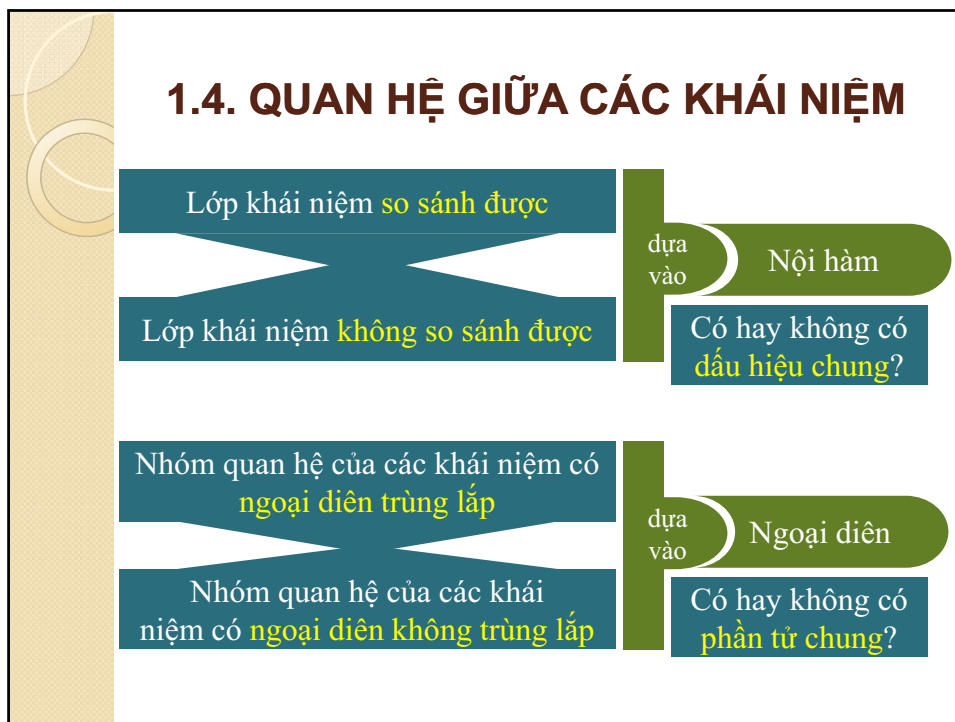 1.4. QUAN HỆ GIỮA CÁC KHÁI NIỆM
Lớp khái niệm so sánh được
Lớp khái niệm không so sánh được
dựa
vào
Nội hàm
Có hay không có
dấu hiệu chung?
Nhóm quan hệ của các khái niệm có
ngoại diên trùng lắp
Nhóm quan hệ của các khái
niệm có ngoại diên không trùng lắp
dựa
vào
Ngoại diên
Có hay không có
phần tử chung?